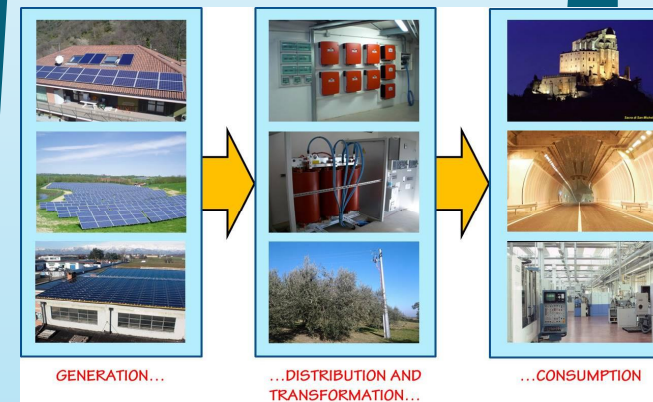 GENERATION...
...DISTRIBUTION AND
TRANSFORMATION...
...CONSUMPTION